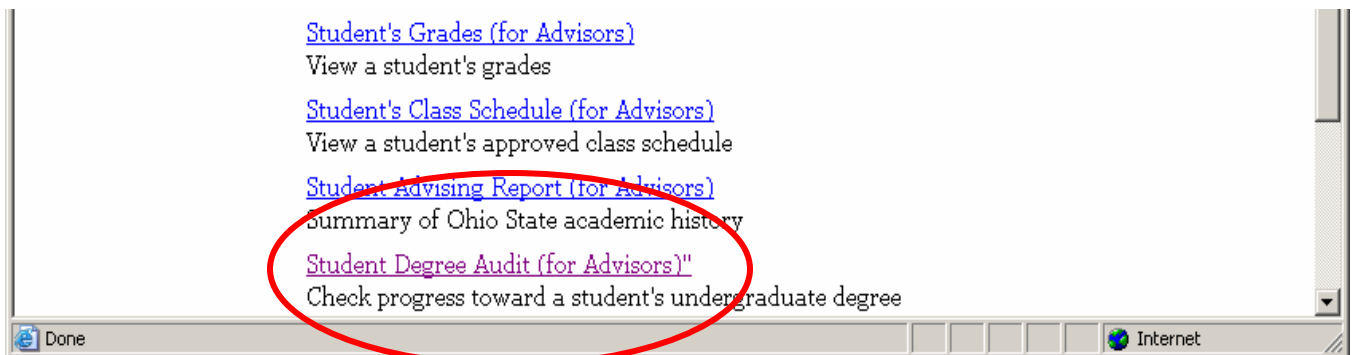 Student's Grades (for Advisors)
View a student's grades
Student's Class Schedule (for Advisors)
View a student's approved class schedule
Student Advising Report (for Advisors)
Summary of Ohio State academic history
Student Degree Audit (for Advisors)"
Check progress toward a student's undergraduate degree
Done
Internet